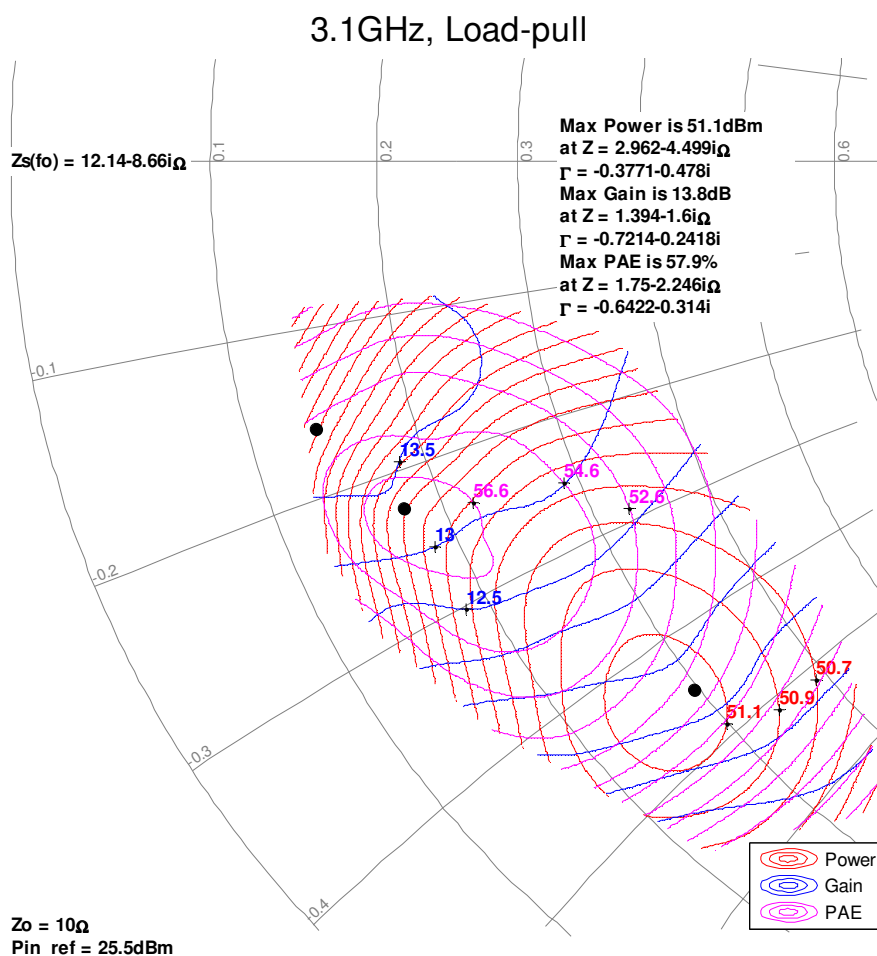 3.1GHz, Load-pull
Max Power is 51.1dBm
at Z = 2.962-4.499iΩ
Γ = -0.3771-0.478i
Max Gain is 13.8dB
at Z = 1.394-1.6iΩ
Γ = -0.7214-0.2418i
Max PAE is 57.9%
at Z = 1.75-2.246iΩ
Γ = -0.6422-0.314i
Zs(fo) = 12.14-8.66iΩ
0.1
0.2
0.3
0.6
-0.1
-0.2
-0.3
-0.4
13.5
56.6
54.6
52.6
13
12.5
50.7
50.9
51.1
Power
Gain
PAE
Zo = 10Ω
Pin_ref = 25.5dBm